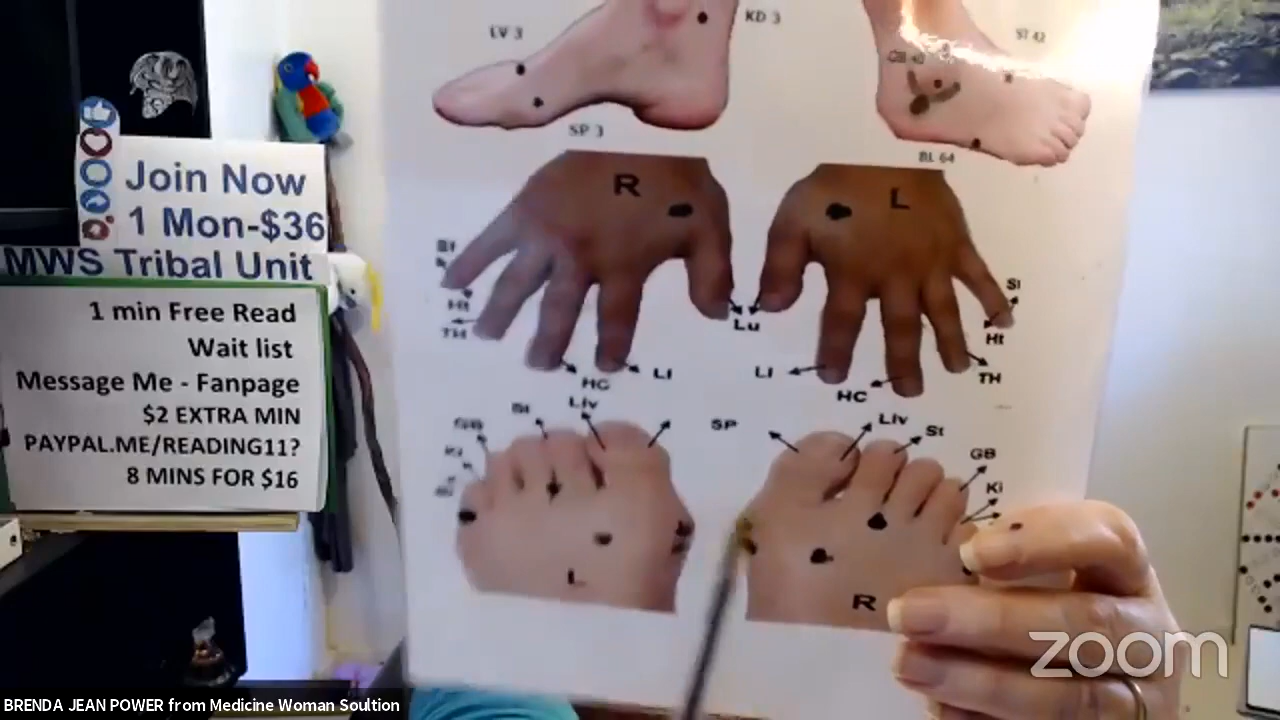 Join Now
1 Mon-$36
MWS Tribal Unit
1 min Free Read
Wait list
Message Me - Fanpage
$2 EXTRA MIN
PAYPAL.ME/READING11?
8 MINS FOR $16
LV 3
KD 3
SP 3
ST 42
GB 40
BL 64
R
L
Ht
TH
HC
LI
Lu
LI
HC
SI
Ht
TH
GB
St
Liv
SP
Liv
St
GB
Ki
L
R
zoom
BRENDA JEAN POWER from Medicine Woman Soultion